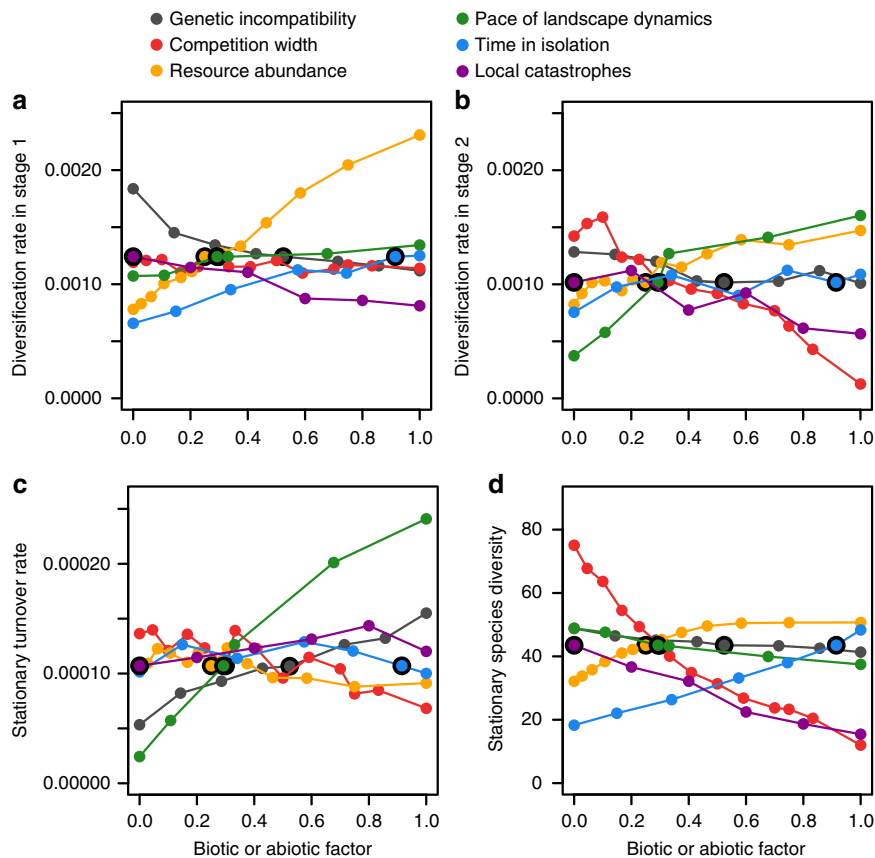 Genetic incompatibility
Competition width
Resource abundance
Pace of landscape dynamics
Time in isolation
Local catastrophes
a
Diversification rate in stage 1
0.0020
0.0010
0.0000
0.0 0.2 0.4 0.6 0.8 1.0
b
Diversification rate in stage 2
0.0020
0.0010
0.0000
0.0 0.2 0.4 0.6 0.8 1.0
c
Stationary turnover rate
0.00020
0.00010
0.00000
0.0 0.2 0.4 0.6 0.8 1.0
Biotic or abiotic factor
d
Stationary species diversity
80
60
40
20
0
0.0 0.2 0.4 0.6 0.8 1.0
Biotic or abiotic factor